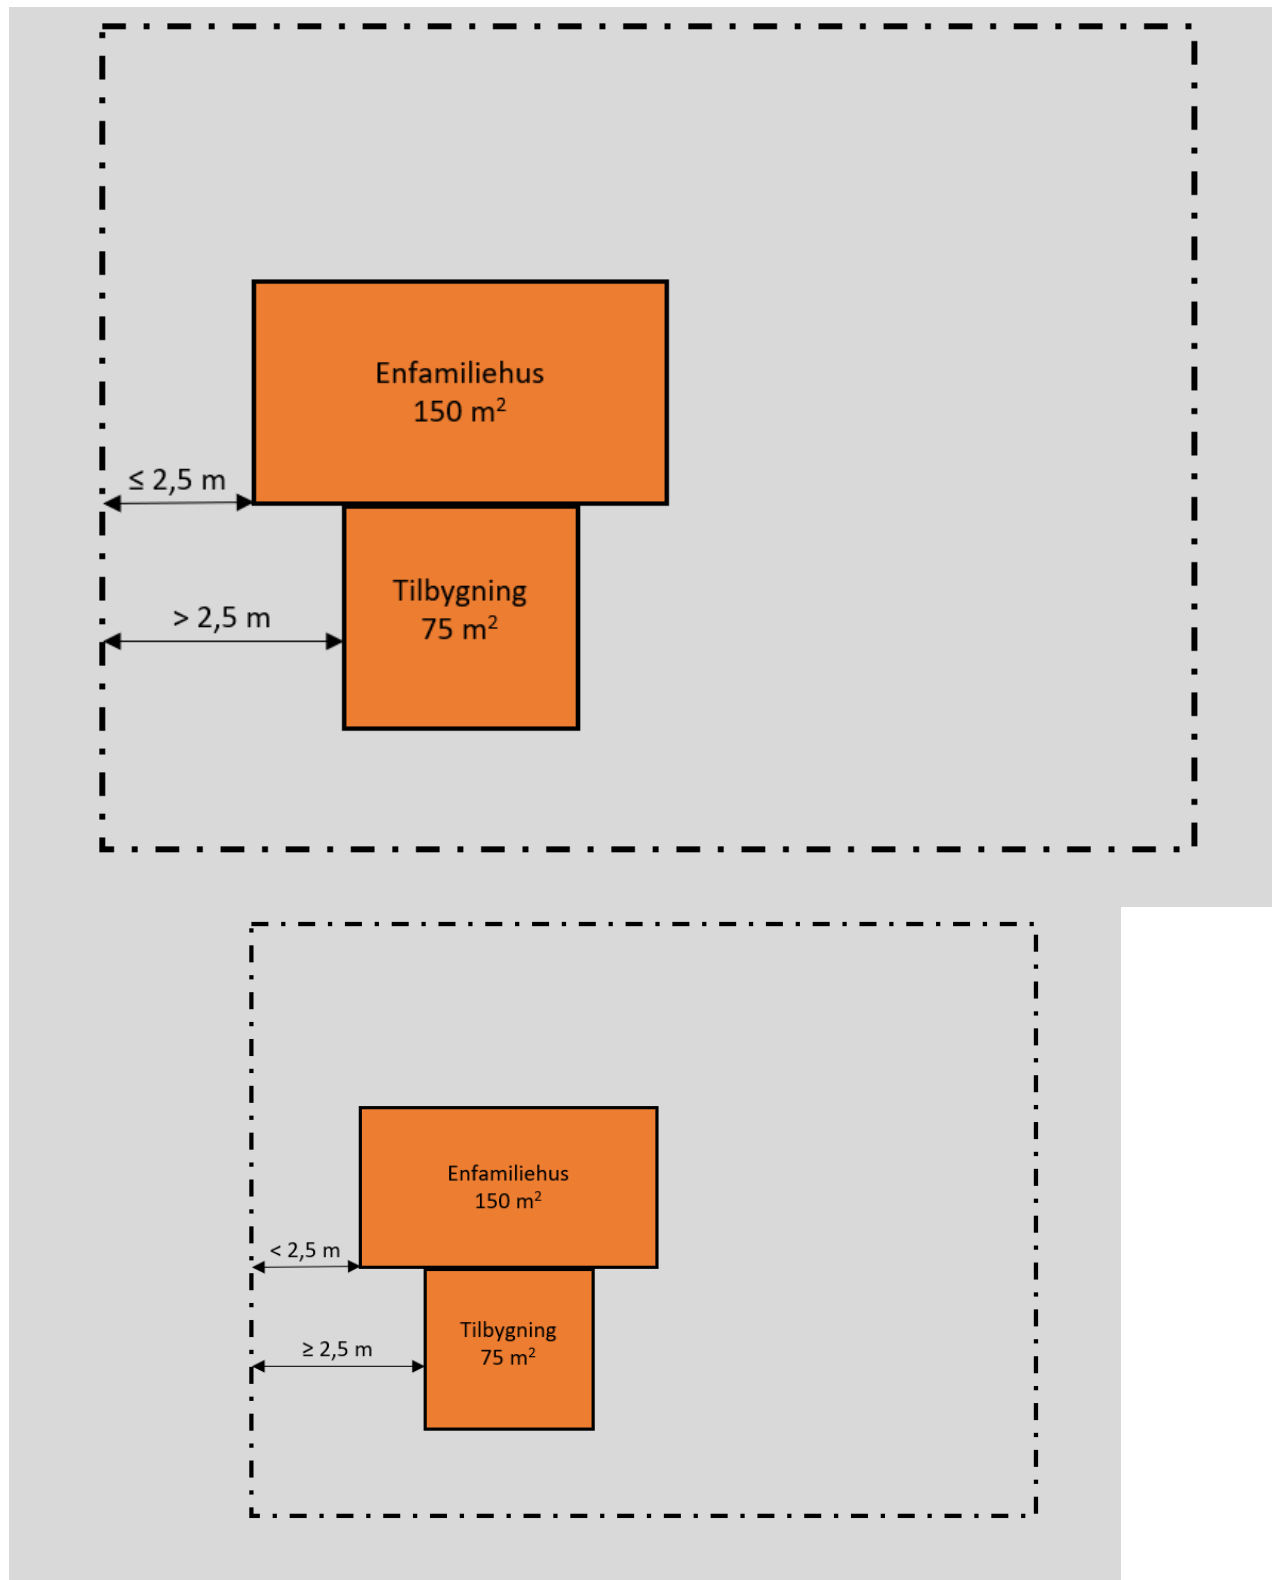 Enfamiliehus
150 m²
≤ 2,5 m
Tilbygning
75 m²
> 2,5 m
Enfamiliehus
150 m²
< 2,5 m
Tilbygning
75 m²
≥ 2,5 m